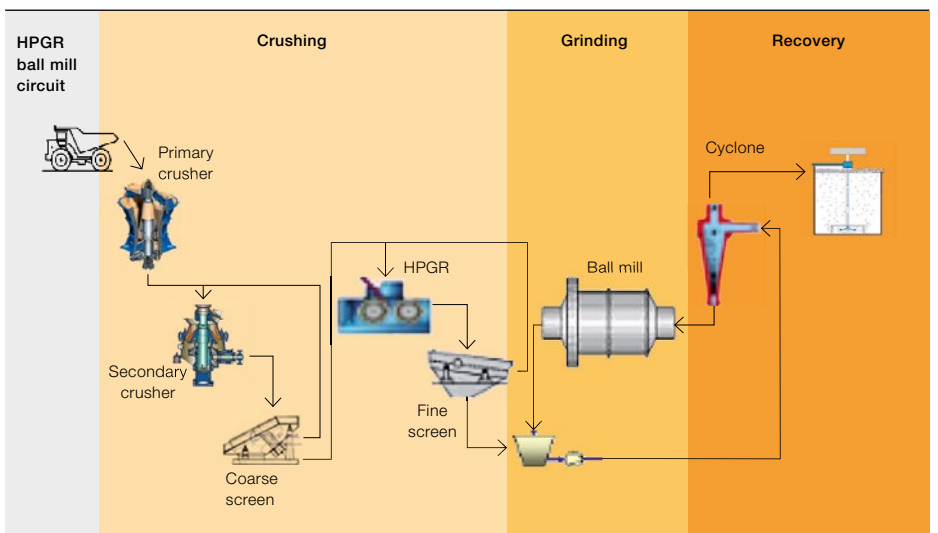 HPGR
ball mill
circuit
Crushing
Grinding
Recovery
Primary
crusher
Cyclone
HPGR
Ball mill
Secondary
crusher
Fine
screen
Coarse
screen